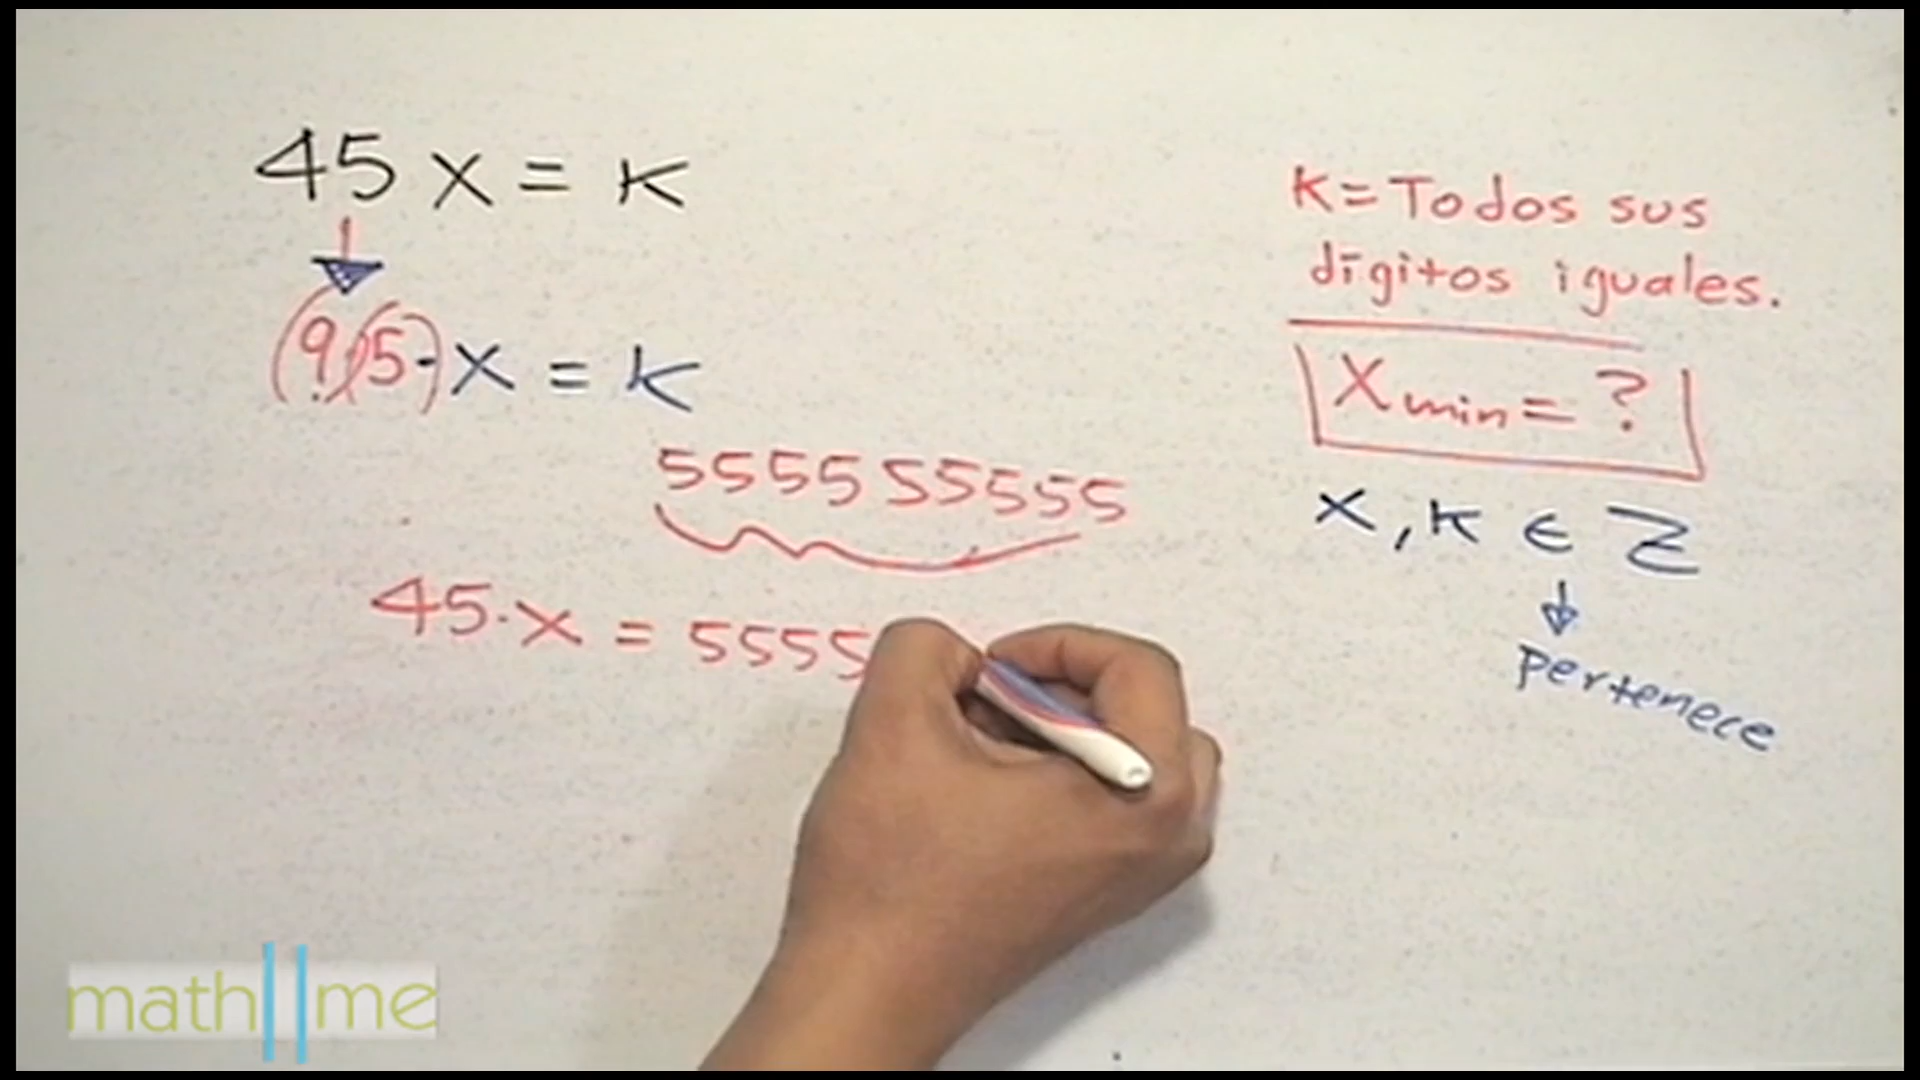 45 x = k
(9)(5)·x = k
555555555
45·x = 5555
K = Todos sus
dígitos iguales.
Xmin = ?
x, k ∈ Z
pertenece
math me